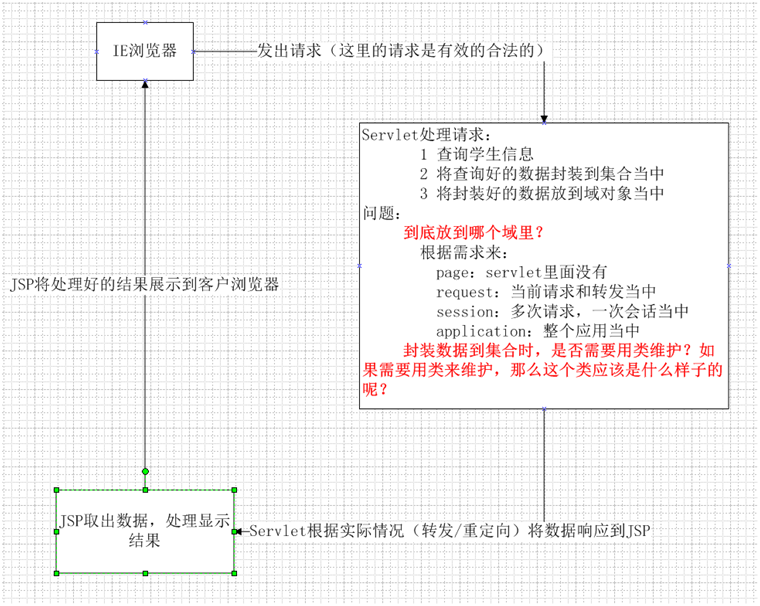 IE浏览器
发出请求（这里的请求是有效的合法的）
Servlet处理请求：
1 查询学生信息
2 将查询好的数据封装到集合当中
3 将封装好的数据放到域对象当中
问题：
到底放到哪个域里？
根据需求来：
page：servlet里面没有
request：当前请求和转发当中
session：多次请求，一次会话当中
application：整个应用当中
封装数据到集合时，是否需要用类维护？如
果需要用类来维护，那么这个类应该是什么样子的
呢？
JSP将处理好的结果展示到客户浏览器
JSP取出数据，处理显示
结果
Servlet根据实际情况（转发/重定向）将数据响应到JSP